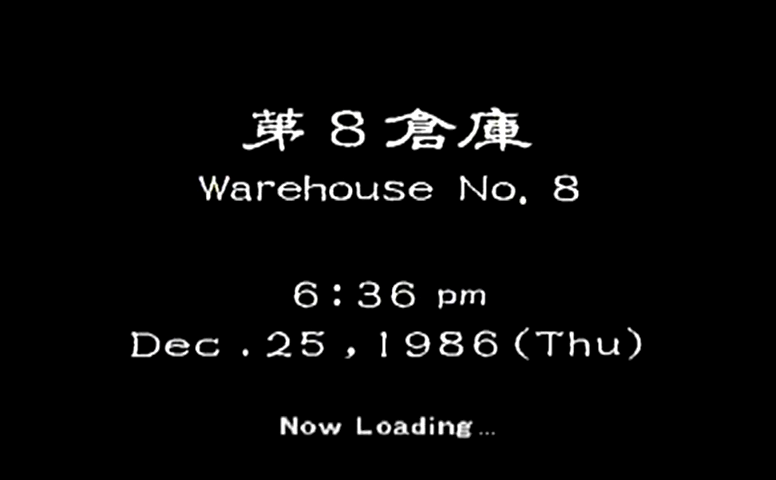 第8倉庫
Warehouse No. 8
6:36 pm
Dec.25,1986(Thu)
Now Loading...